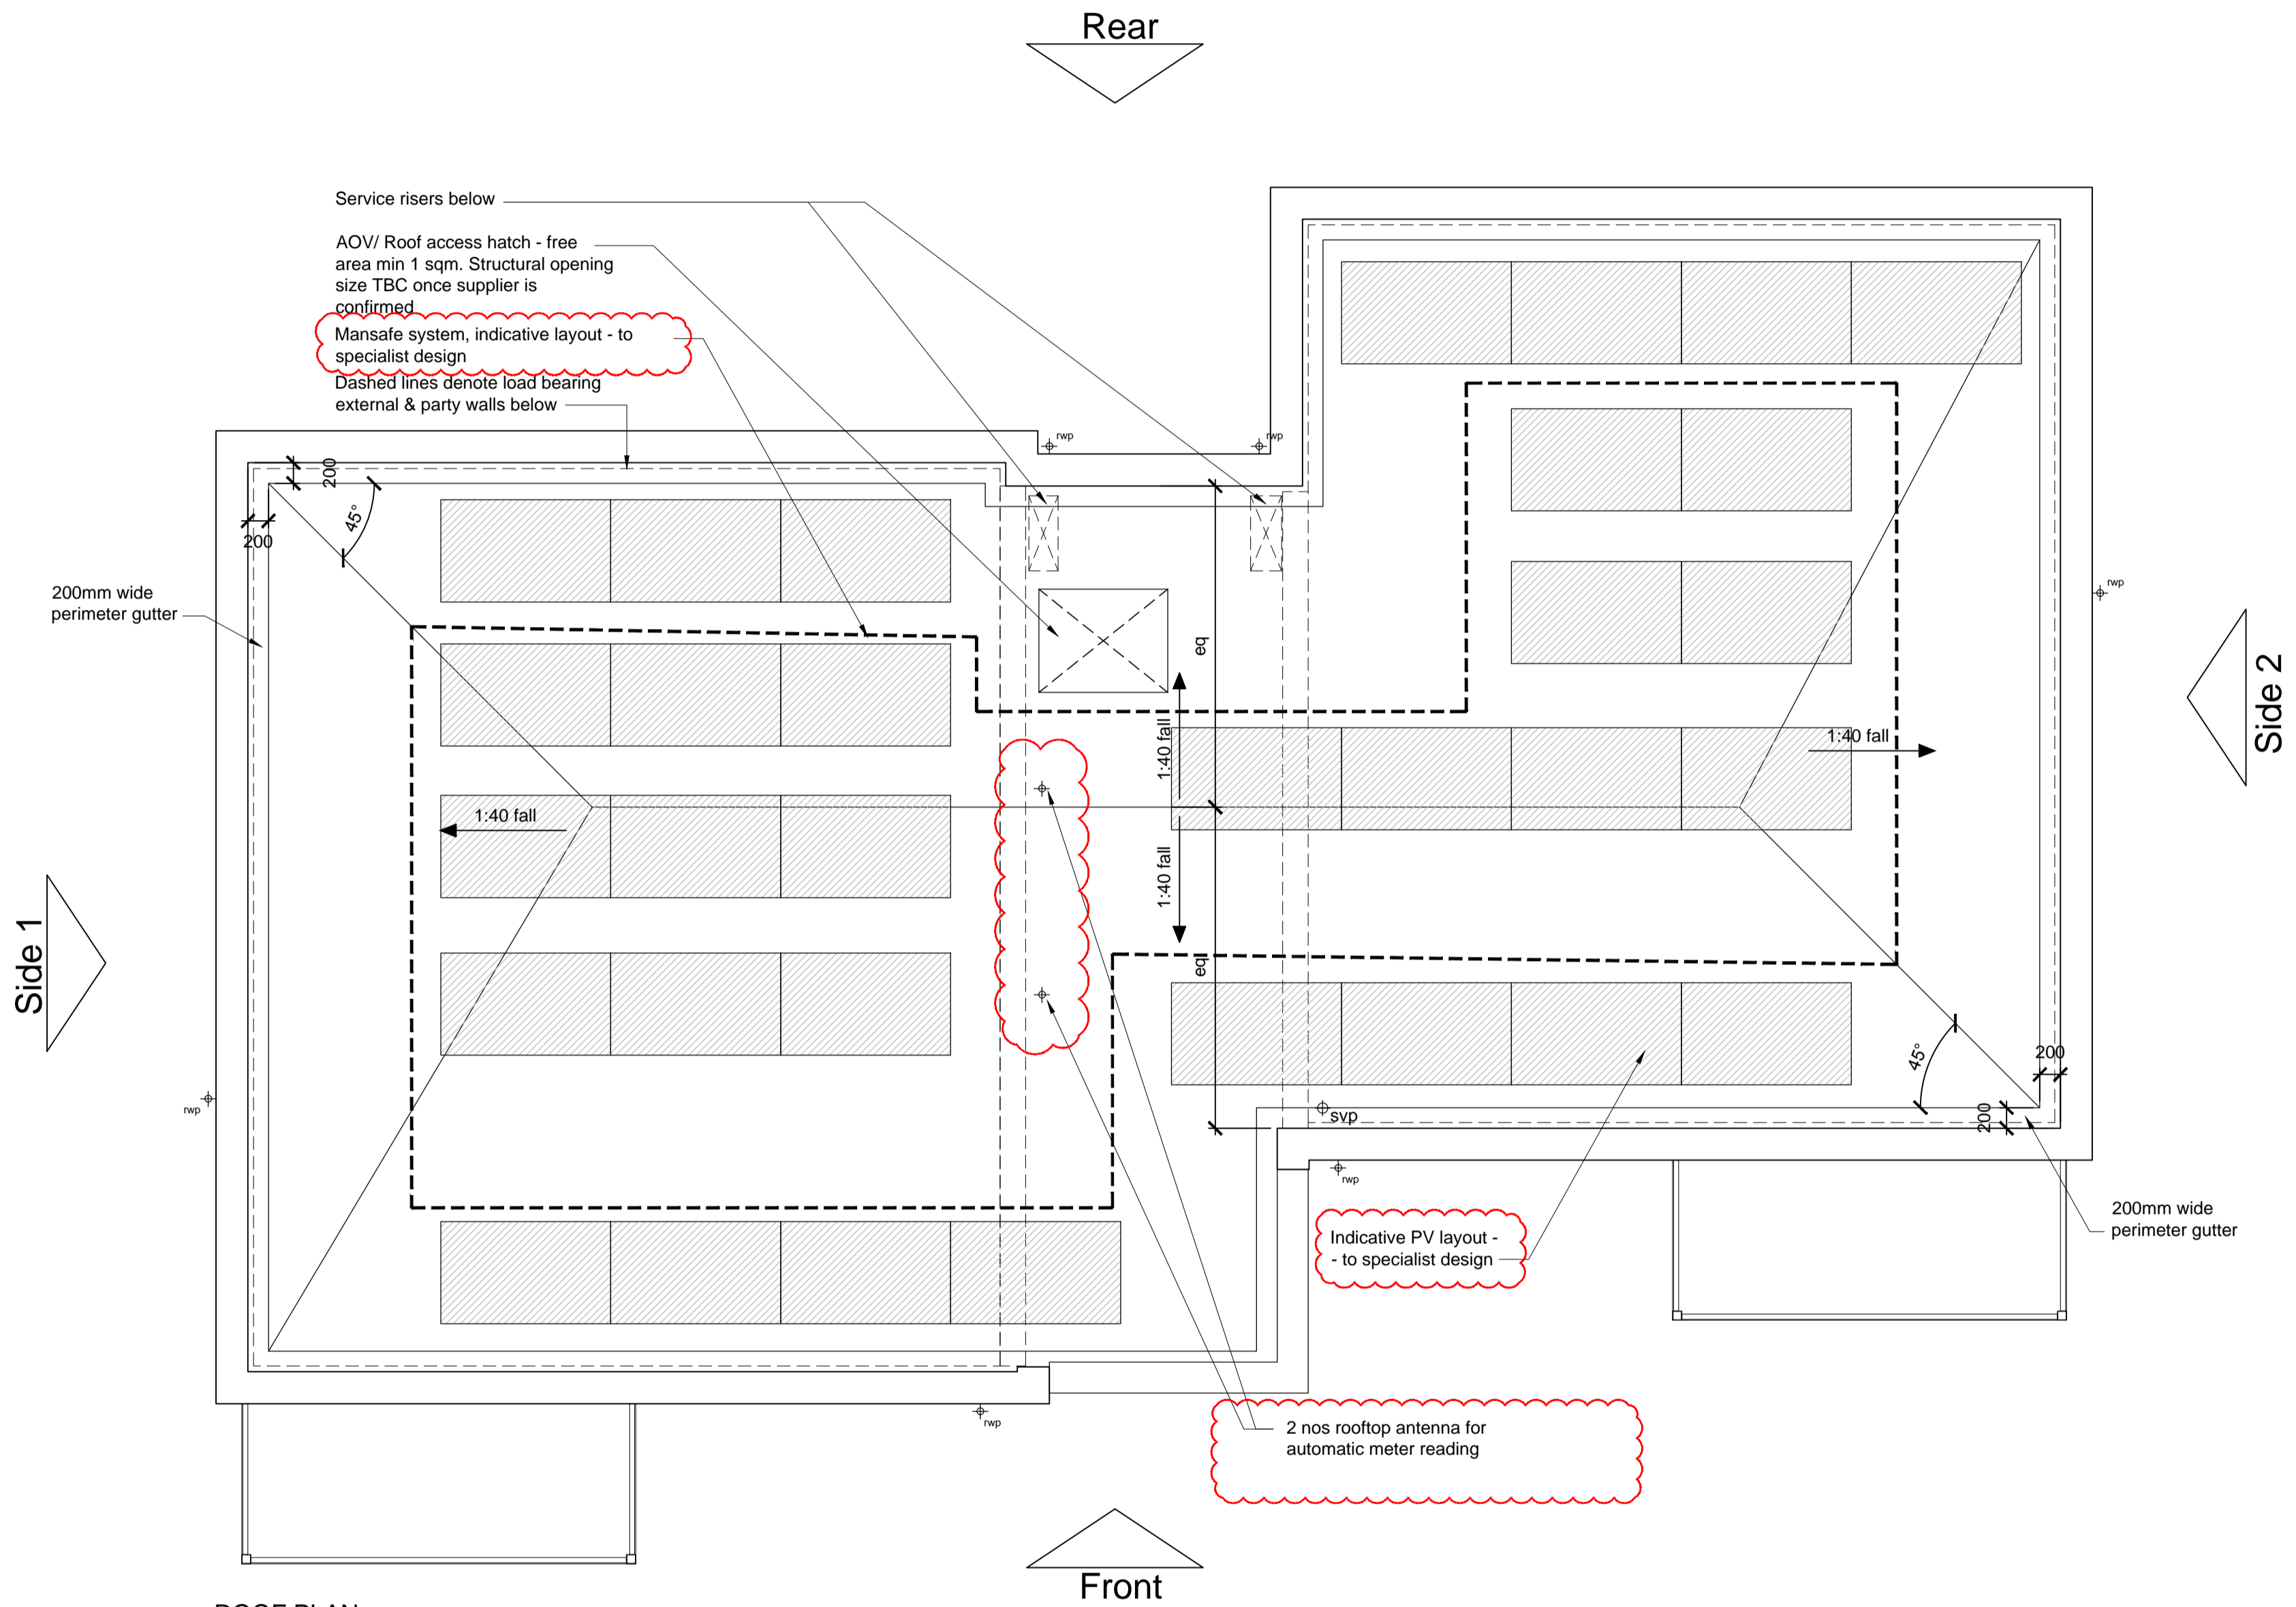 Rear
Service risers below
AOV/ Roof access hatch - free
area min 1 sqm. Structural opening
size TBC once supplier is
confirmed
Mansafe system, indicative layout - to
specialist design
Dashed lines denote load bearing
external & party walls below
rwp
rwp
200
45°
200
200mm wide
perimeter gutter
rwp
eq
Side 2
1:40 fall
1:40 fall
1:40 fall
1:40 fall
eq
Side 1
45°
200
200
rwp
svp
rwp
200mm wide
perimeter gutter
Indicative PV layout -
- to specialist design
rwp
2 nos rooftop antenna for
automatic meter reading
Front
ROOF PLAN